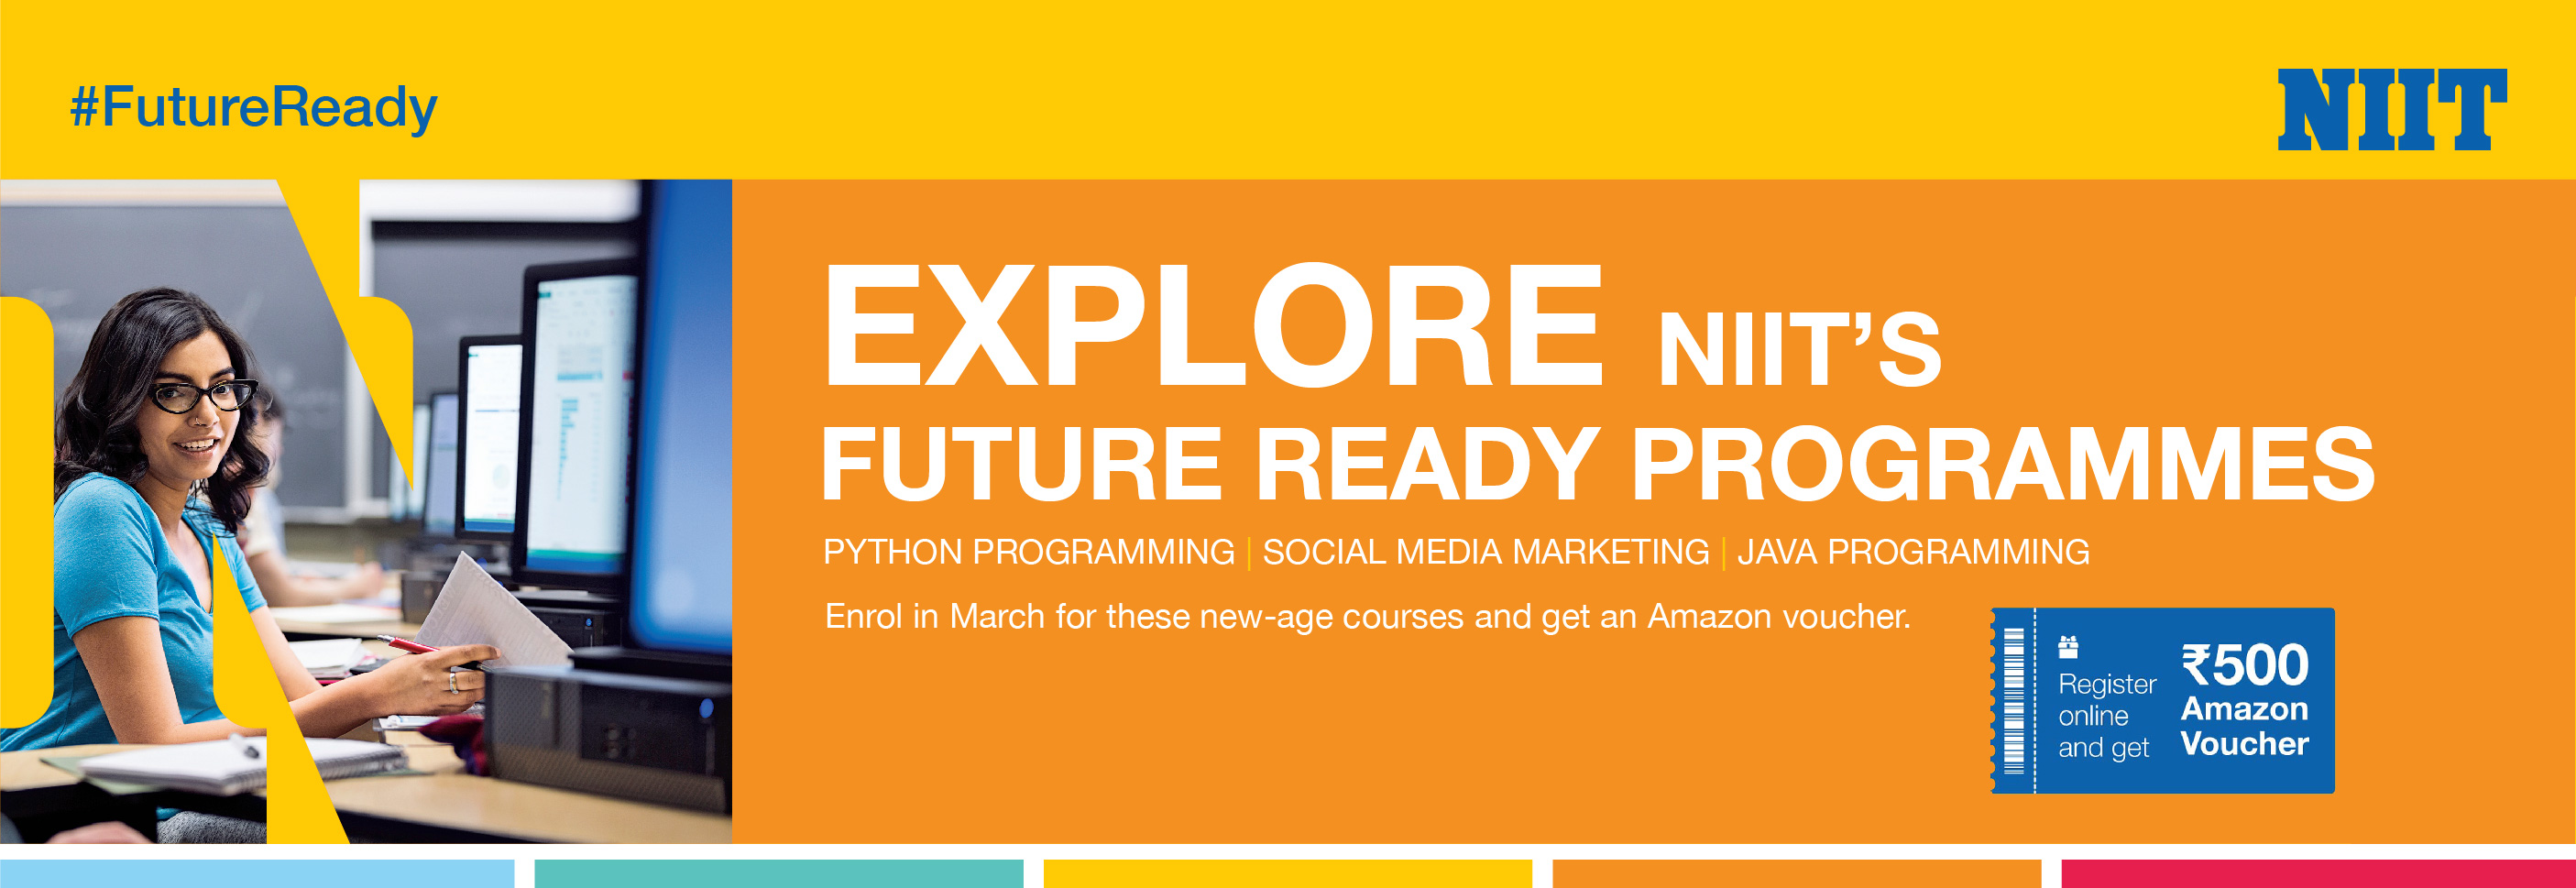 #FutureReady
NIIT
EXPLORE NIIT’S
FUTURE READY PROGRAMMES
PYTHON PROGRAMMING | SOCIAL MEDIA MARKETING | JAVA PROGRAMMING
Enrol in March for these new-age courses and get an Amazon voucher.
Register
online
and get
₹500
Amazon
Voucher